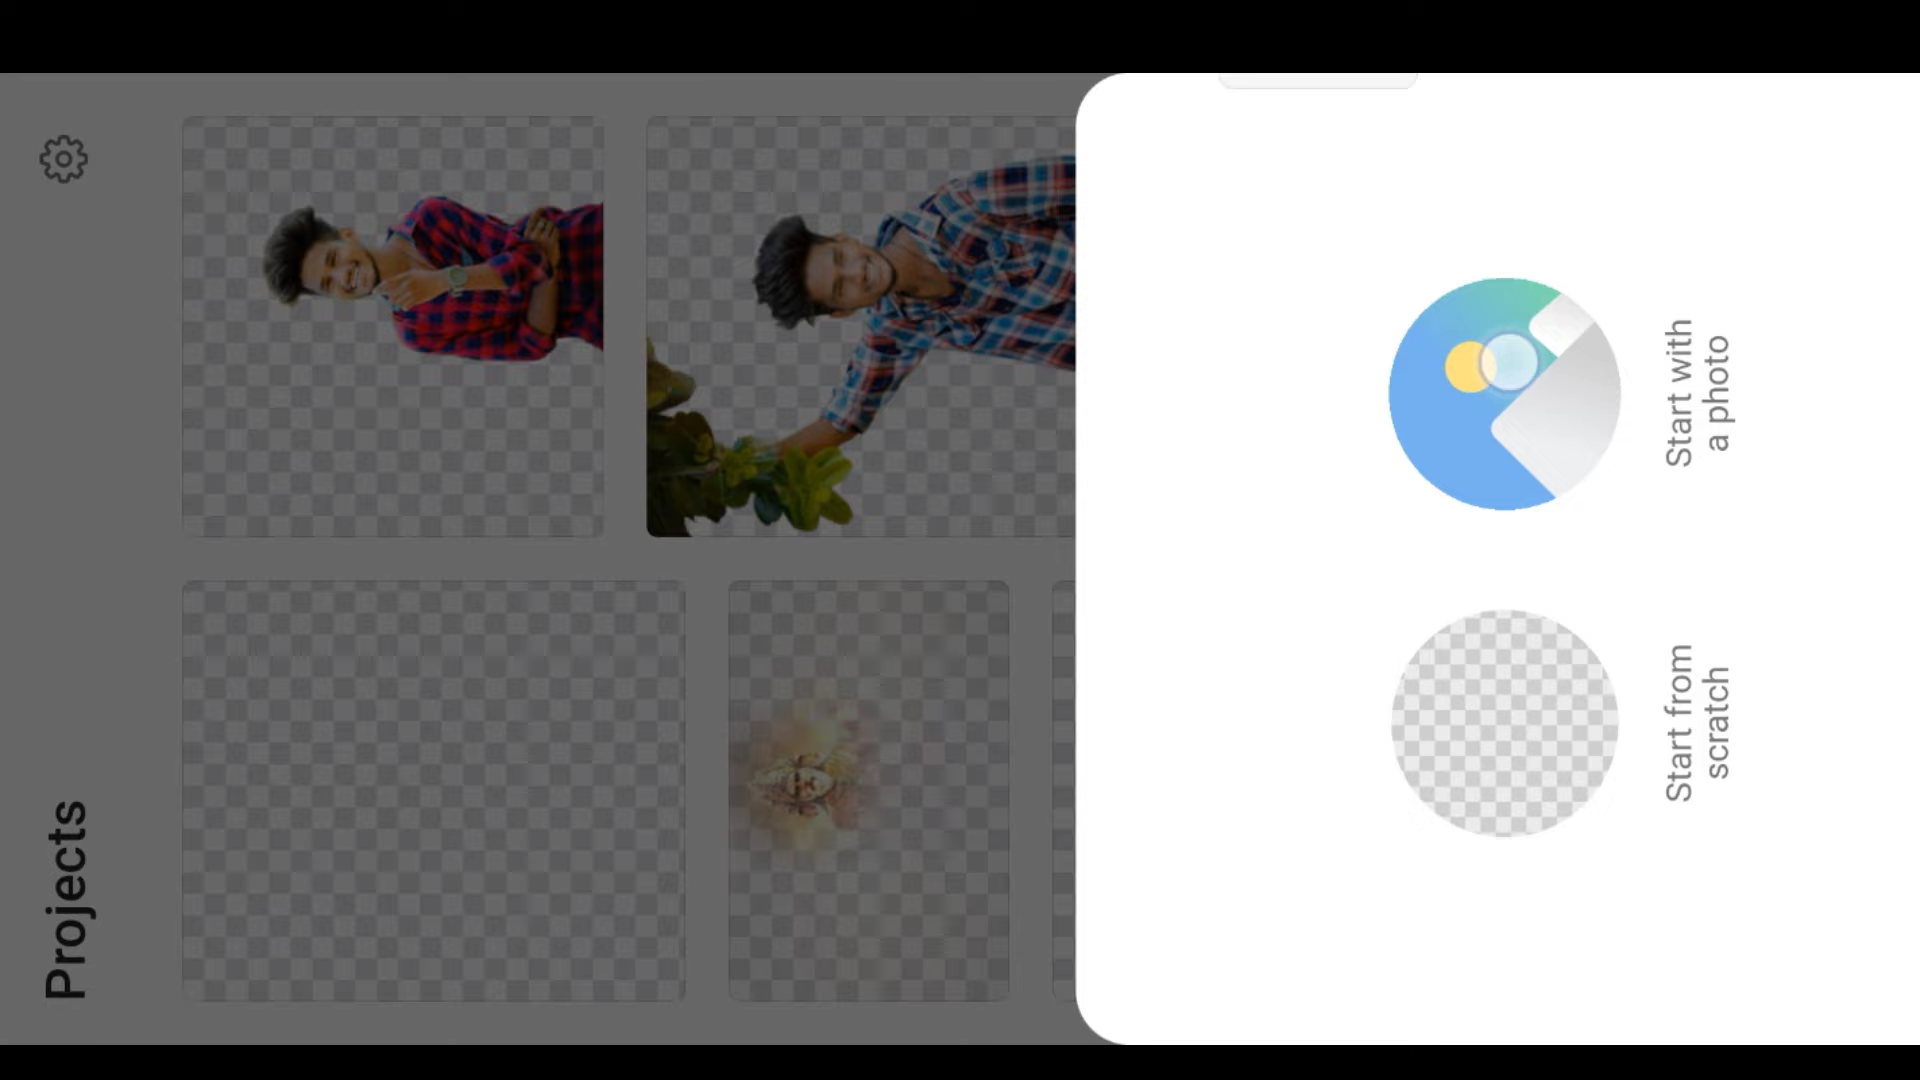 Projects
Start from
scratch
Start with
a photo